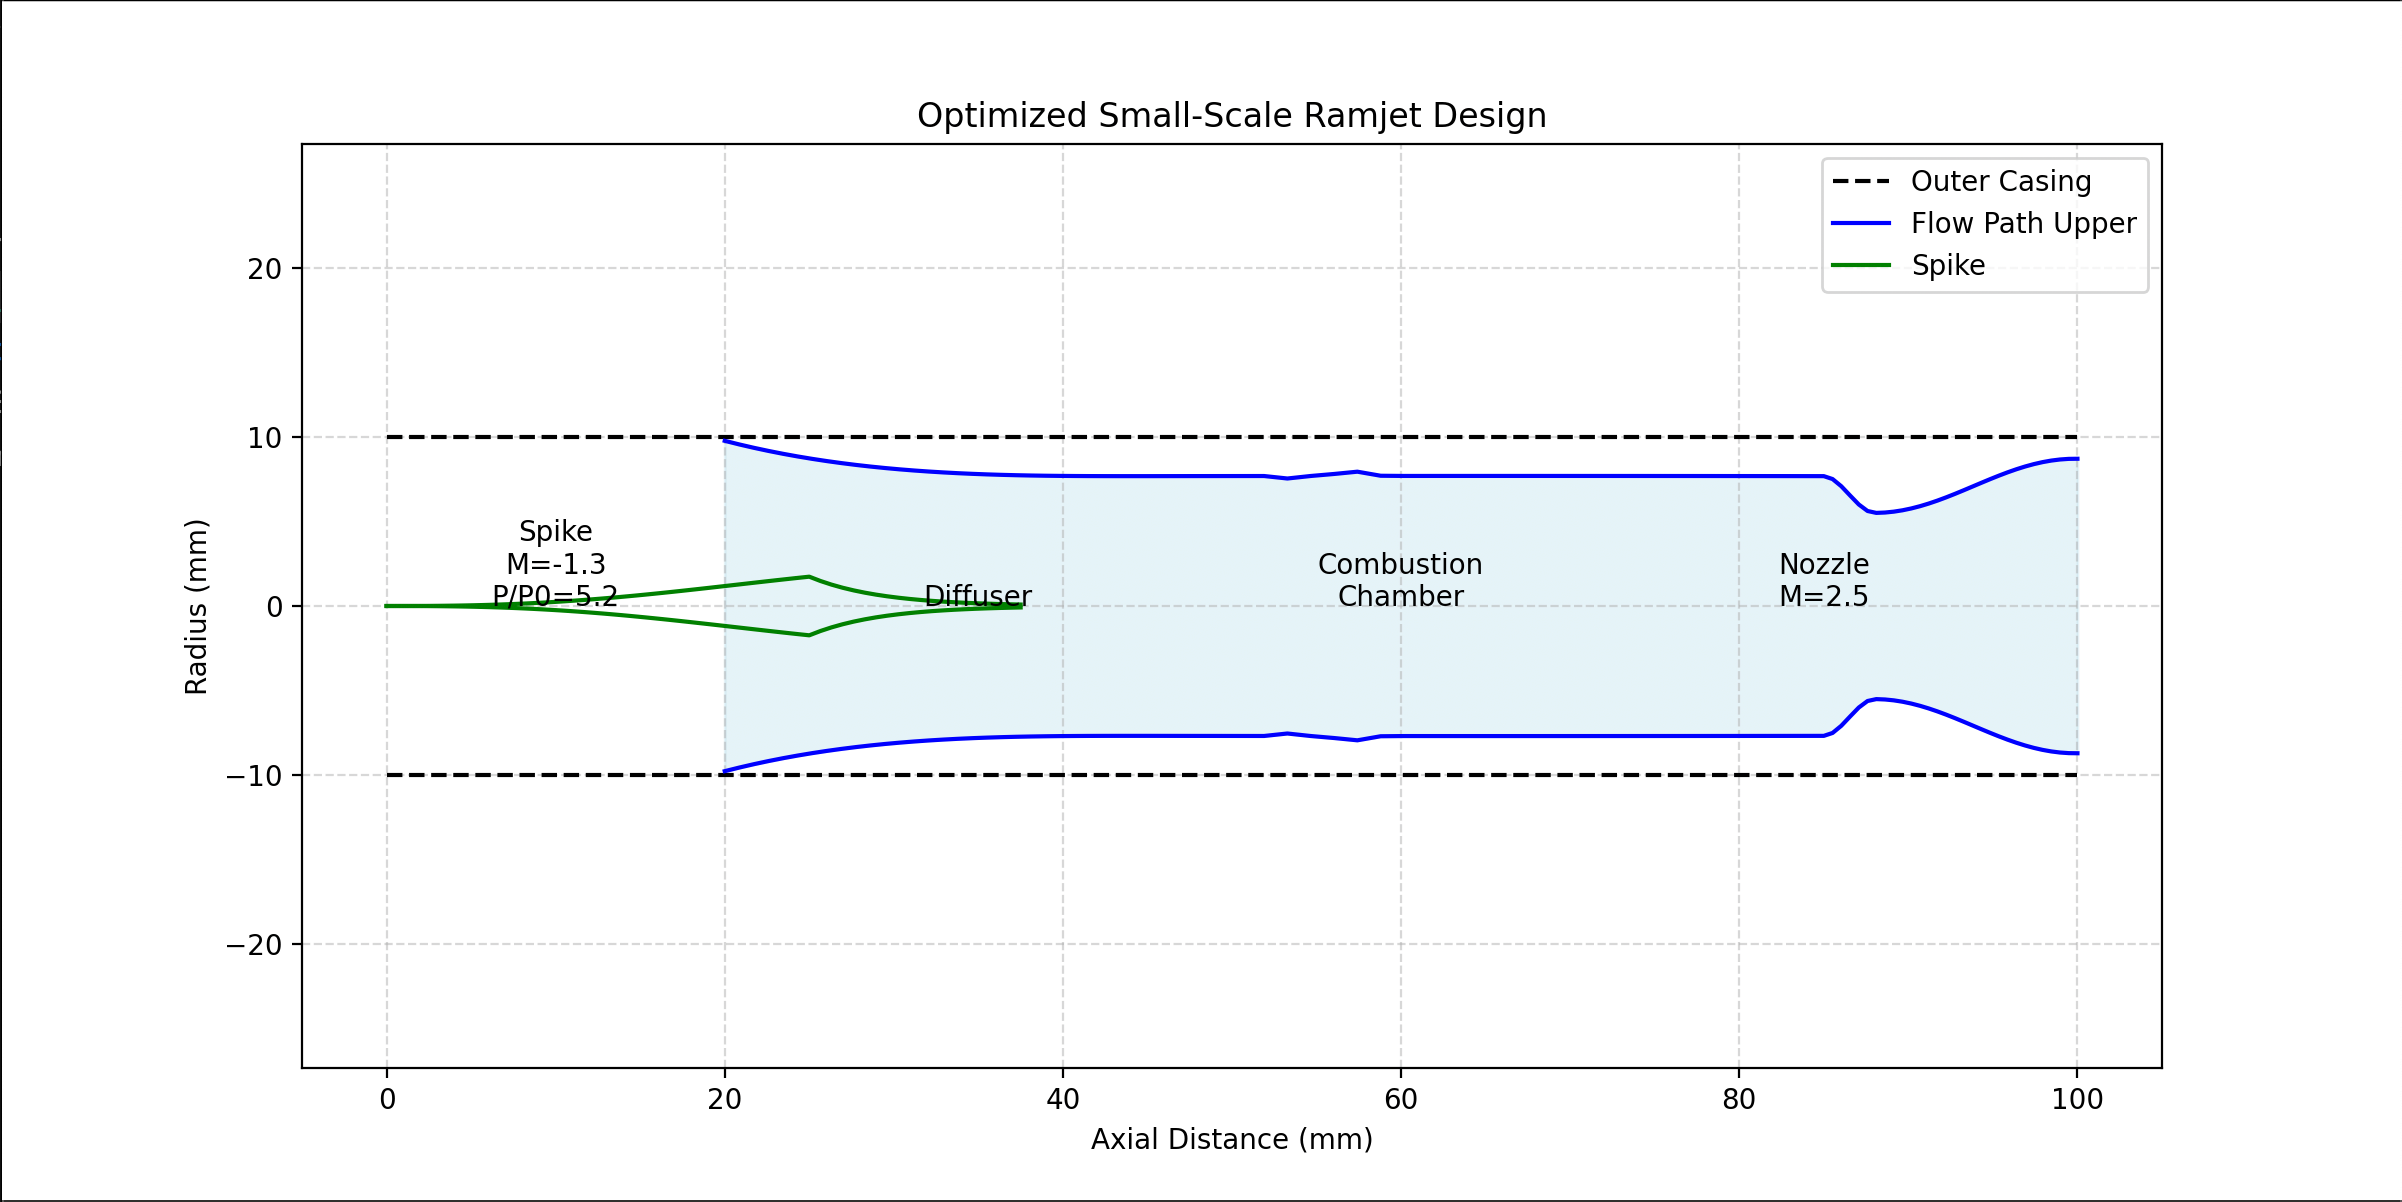 Optimized Small-Scale Ramjet Design
Outer Casing
Flow Path Upper
Spike
20
10
0
−10
−20
Radius (mm)
Spike
M=-1.3
P/P0=5.2
Diffuser
Combustion
Chamber
Nozzle
M=2.5
0
20
40
60
80
100
Axial Distance (mm)